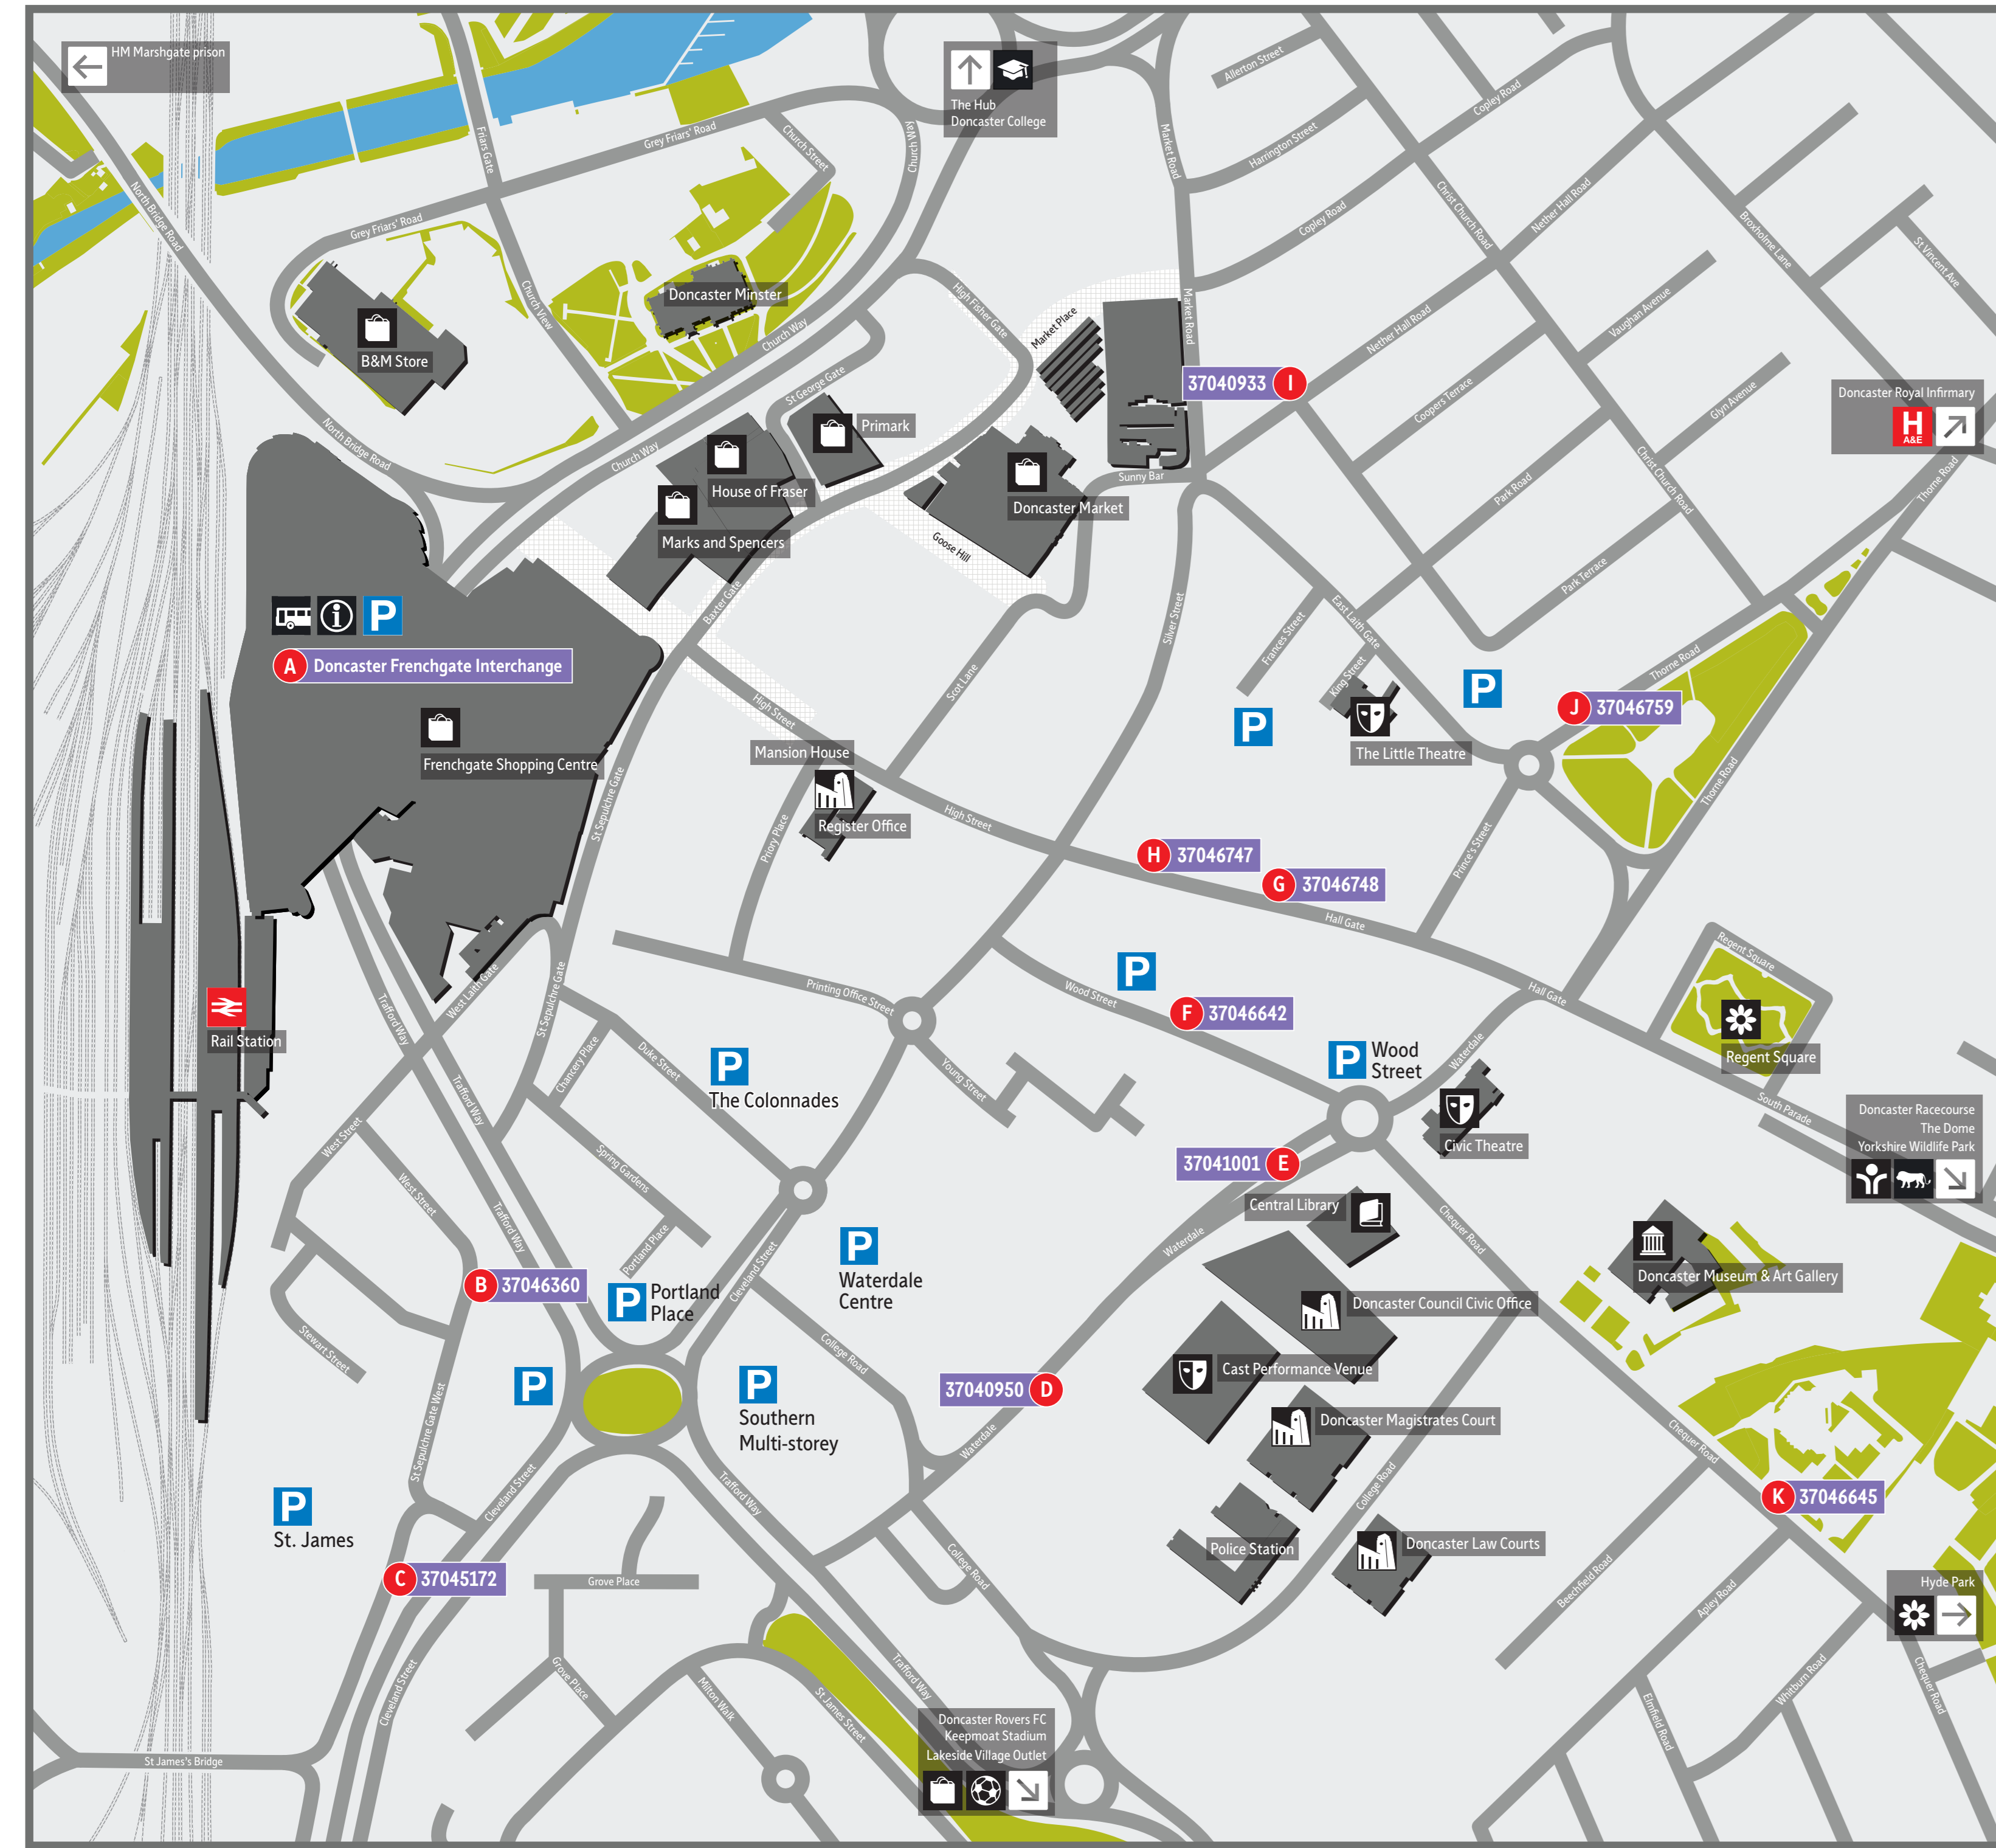 HM Marshgate prison
The Hub
Doncaster College
Allerton Street
Copley Road
Market Road
Harrington Street
Friars Gate
Grey Friars' Road
Church Street
Church Way
North Bridge Road
Christ Church Road
Nether Hall Road
Copley Road
Boxholme Lane
St Vincent Ave
Grey Friars' Road
Church View
Doncaster Minster
High Fisher Gate
Market Place
Market Road
Vaughan Avenue
Nether Hall Road
Church Way
B&M Store
St George Gate
37040933 I
Coopers Terrace
Glyn Avenue
Doncaster Royal Infirmary
H
A&E
Primark
North Bridge Road
Church Way
House of Fraser
Sunny Bar
Park Road
Christ Church Road
Thorne Road
Doncaster Market
Marks and Spencers
Goose Hill
Baxter Gate
Park Terrace
P
A Doncaster Frenchgate Interchange
Silver Street
Frances Street
East Laith Gate
King Street
Scot Lane
High Street
Thorne Road
P
P
J 37046759
The Little Theatre
Mansion House
Frenchgate Shopping Centre
St Sepulchre Gate
Register Office
High Street
Priory Place
Thorne Road
Prince's Street
H 37046747
G 37046748
Hall Gate
Regent Square
P
West Laith Gate
St Sepulchre Gate
Printing Office Street
Wood Street
Hall Gate
F 37046642
Trafford Way
Rail Station
Regent Square
P Wood
Street
Waterdale
Chancery Place
Duke Street
P
The Colonnades
Young Street
Trafford Way
South Parade
Doncaster Racecourse
The Dome
Yorkshire Wildlife Park
West Street
Civic Theatre
37041001 E
Spring Gardens
West Street
Central Library
Trafford Way
Portland Place
Cleveland Street
P
Waterdale
Centre
Waterdale
Chequer Road
B 37046360
P Portland
Place
Doncaster Museum & Art Gallery
Doncaster Council Civic Office
Stewart Street
College Road
Cast Performance Venue
P
P
Southern
Multi-storey
37040950 D
Doncaster Magistrates Court
St Sepulchre Gate West
Waterdale
Chequer Road
Cleveland Street
Trafford Way
College Road
K 37046645
P
St. James
Police Station
Doncaster Law Courts
C 37045172
Grove Place
College Road
Beechfield Road
Apley Road
Hyde Park
Cleveland Street
Grove Place
Milton Walk
St James Street
Trafford Way
Elmfield Road
Whitburn Road
Chequer Road
Doncaster Rovers FC
Keepmoat Stadium
Lakeside Village Outlet
St James's Bridge